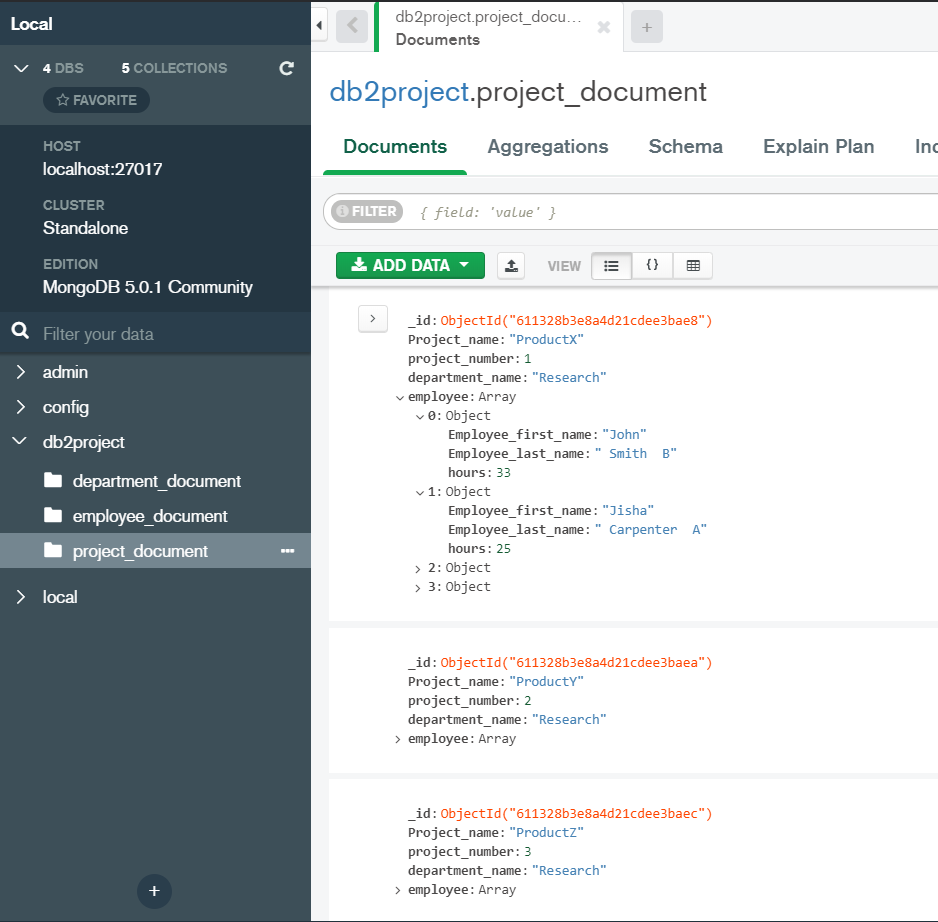 Local
4 DBS 5 COLLECTIONS
FAVORITE
HOST
localhost:27017
CLUSTER
Standalone
EDITION
MongoDB 5.0.1 Community
Filter your data
admin
config
db2project
department_document
employee_document
project_document
local
+
db2project.project_docu...
Documents
+
db2project.project_document
Documents Aggregations Schema Explain Plan Inc
FILTER { field: 'value' }
ADD DATA VIEW {}
_id: ObjectId("611328b3e8a4d21cdee3bae8")
Project_name: "ProductX"
project_number: 1
department_name: "Research"
employee: Array
0: Object
Employee_first_name: "John"
Employee_last_name: " Smith  B"
hours: 33
1: Object
Employee_first_name: "Jisha"
Employee_last_name: " Carpenter  A"
hours: 25
2: Object
3: Object
_id: ObjectId("611328b3e8a4d21cdee3baea")
Project_name: "ProductY"
project_number: 2
department_name: "Research"
employee: Array
_id: ObjectId("611328b3e8a4d21cdee3baec")
Project_name: "ProductZ"
project_number: 3
department_name: "Research"
employee: Array